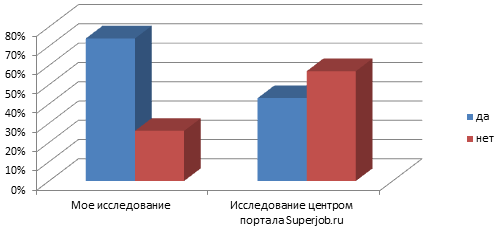 80%
70%
60%
50%
40%
30%
20%
10%
0%
Мое исследование
Исследование центром
портала Superjob.ru
да
нет